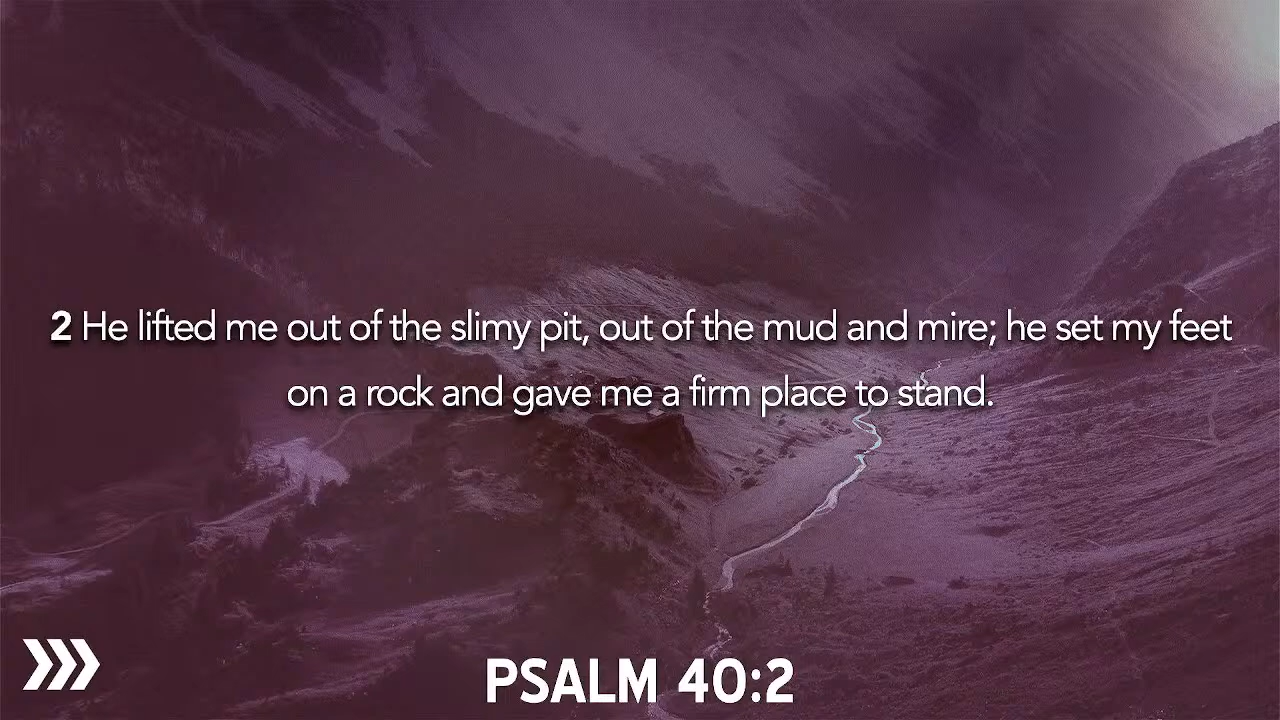 2 He lifted me out of the slimy pit, out of the mud and mire; he set my feet
on a rock and gave me a firm place to stand.
PSALM 40:2